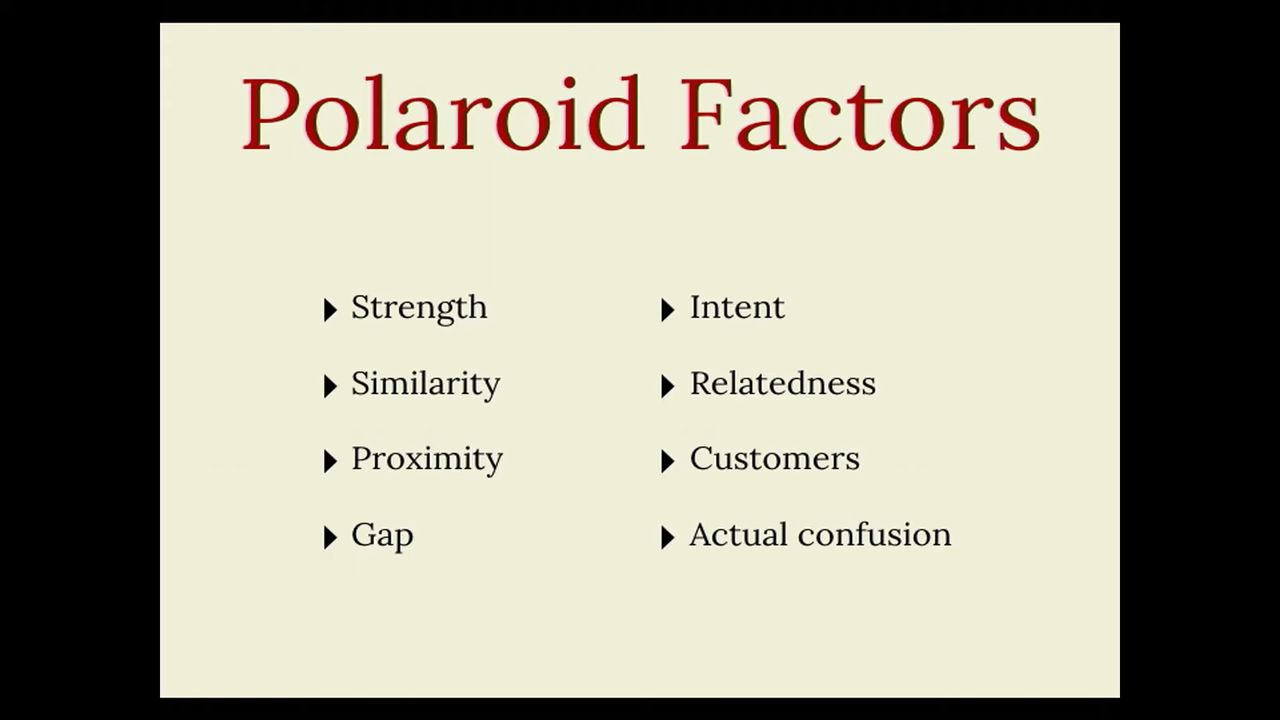 Polaroid Factors
Strength
Similarity
Proximity
Gap
Intent
Relatedness
Customers
Actual confusion